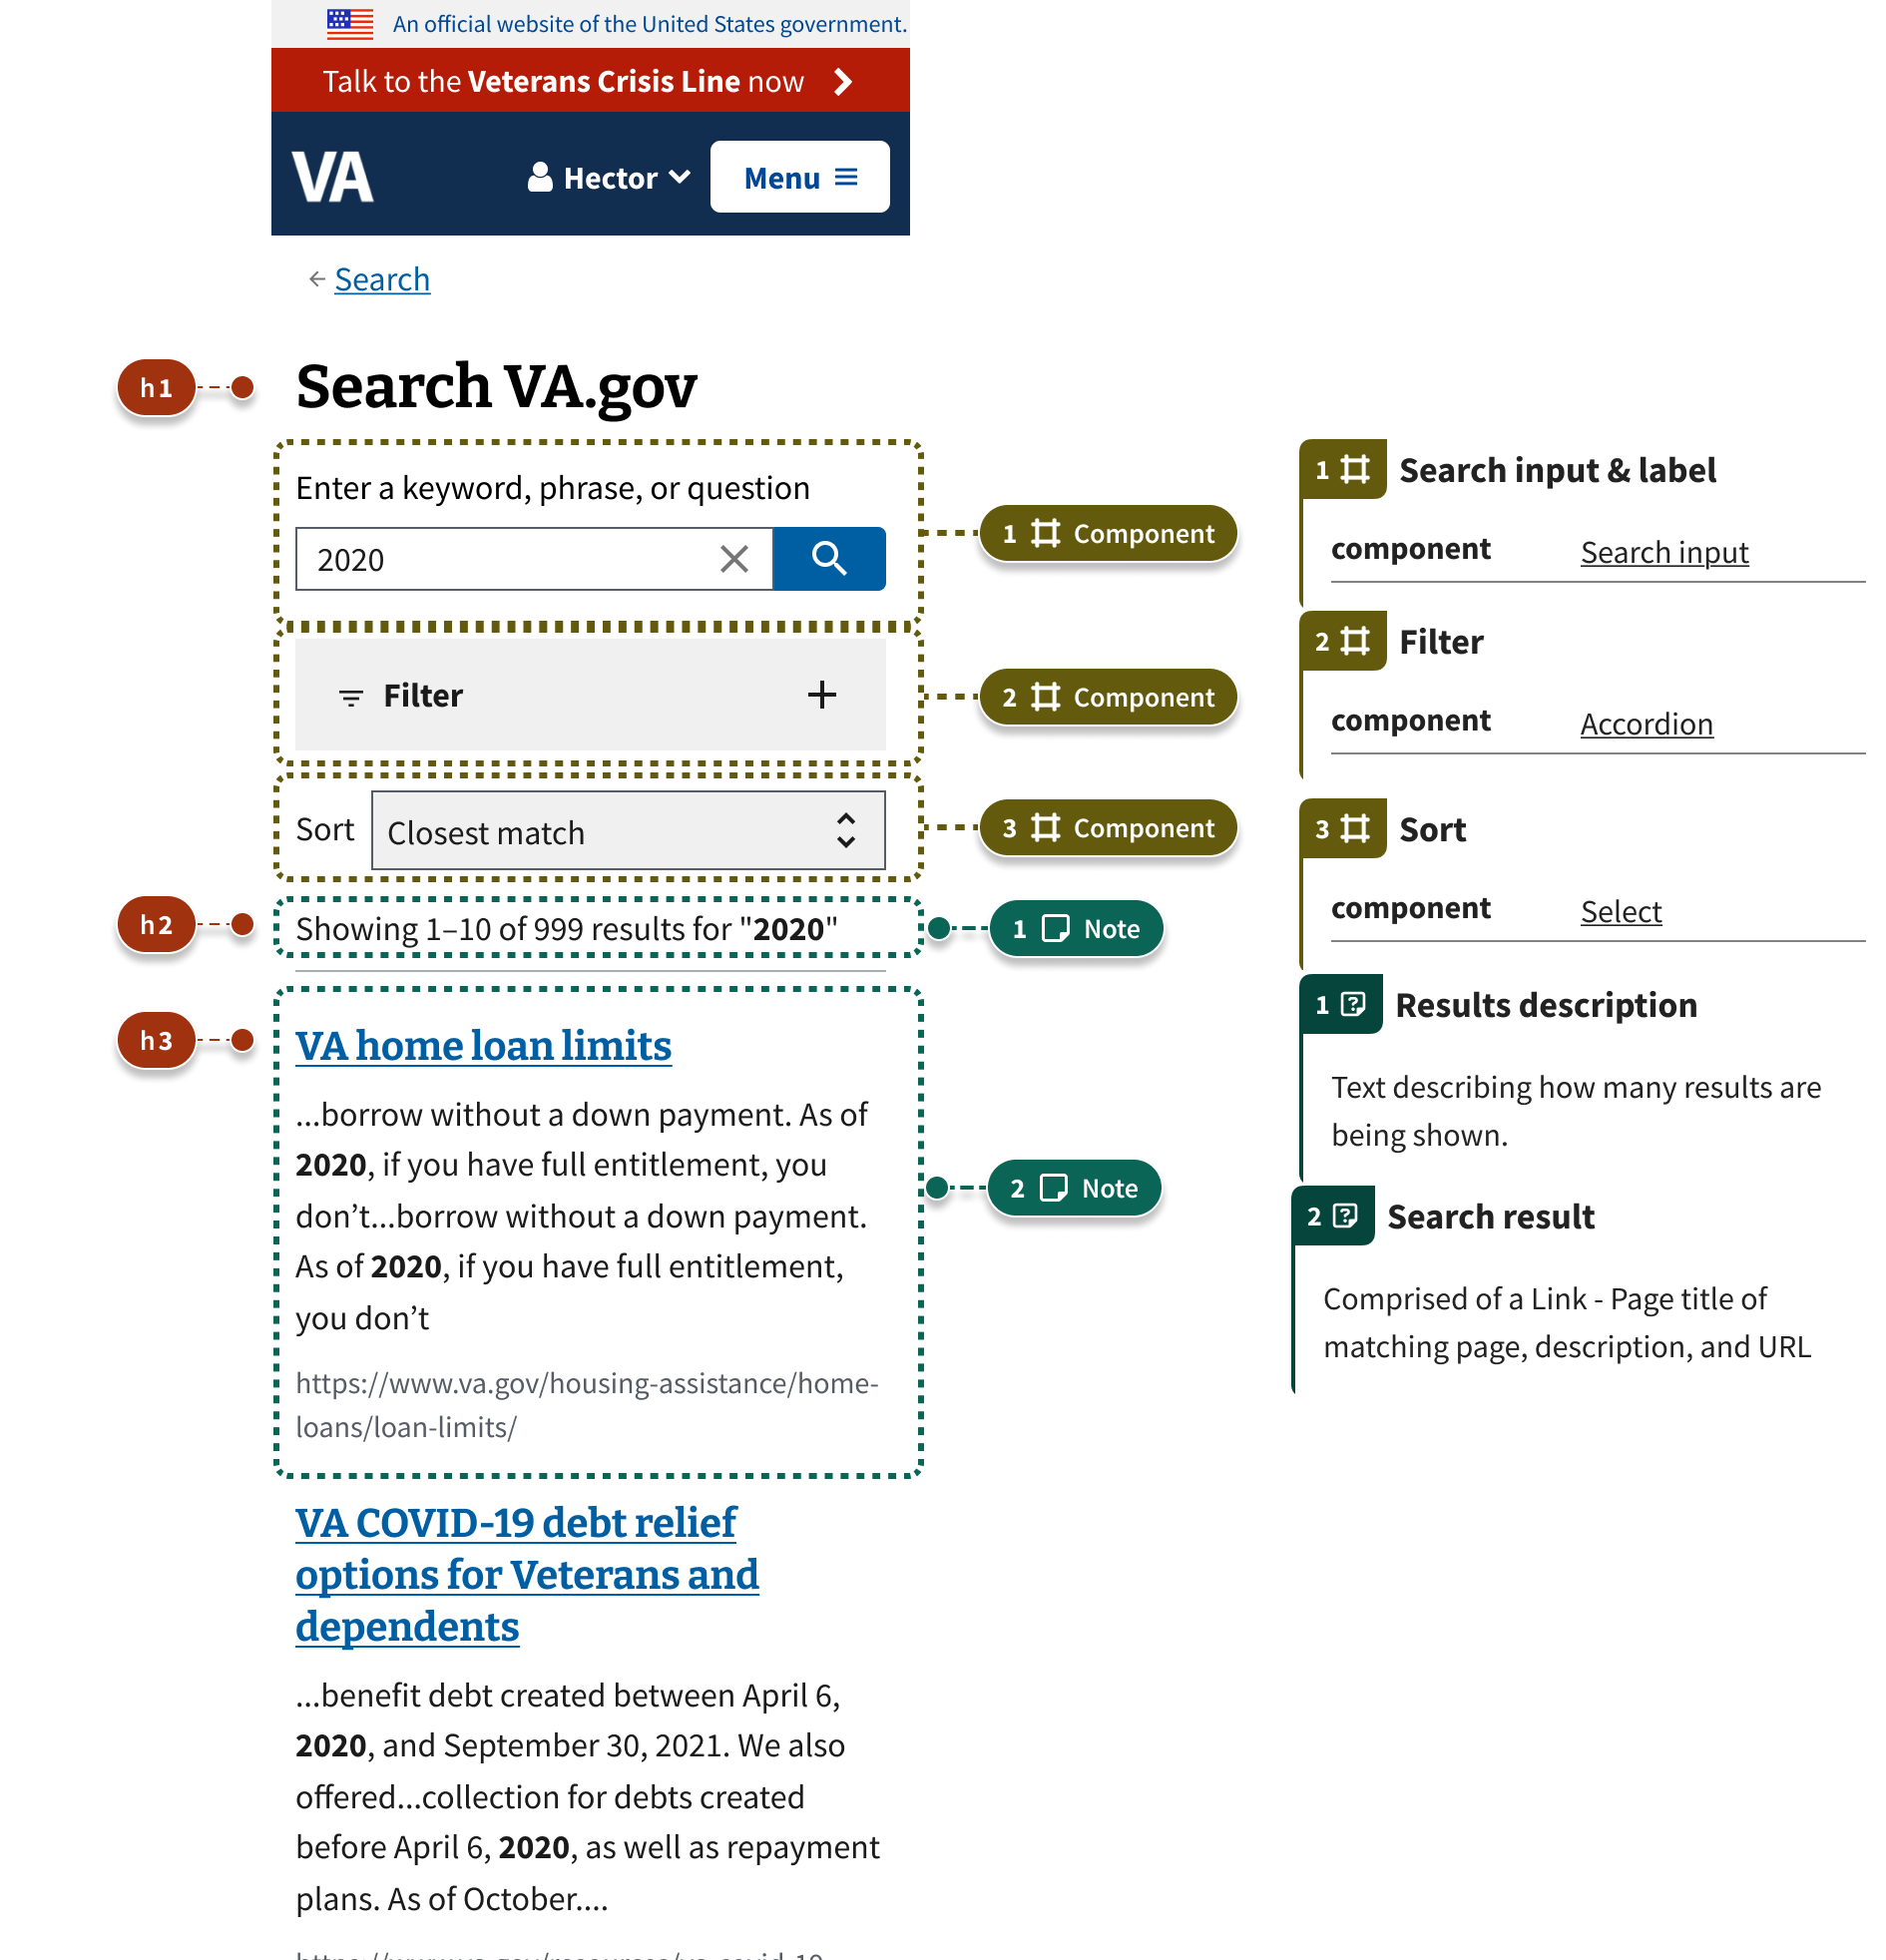 An official website of the United States government.
Talk to the Veterans Crisis Line now
VA
Hector
Menu
Search
h1
Search VA.gov
Enter a keyword, phrase, or question
2020
1 Component
Filter
2 Component
Sort
Closest match
3 Component
h2
Showing 1–10 of 999 results for "2020"
1 Note
h3
VA home loan limits
...borrow without a down payment. As of
2020, if you have full entitlement, you
don’t...borrow without a down payment.
As of 2020, if you have full entitlement,
you don’t
https://www.va.gov/housing-assistance/home-
loans/loan-limits/
2 Note
VA COVID-19 debt relief
options for Veterans and
dependents
...benefit debt created between April 6,
2020, and September 30, 2021. We also
offered...collection for debts created
before April 6, 2020, as well as repayment
plans. As of October....
1 Search input & label
component Search input
2 Filter
component Accordion
3 Sort
component Select
1 Results description
Text describing how many results are
being shown.
2 Search result
Comprised of a Link - Page title of
matching page, description, and URL